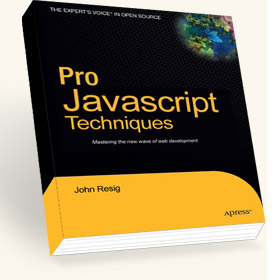 THE EXPERT'S VOICE® IN OPEN SOURCE
Pro
Javascript
Techniques
Mastering the new wave of web development
John Resig
Apress®